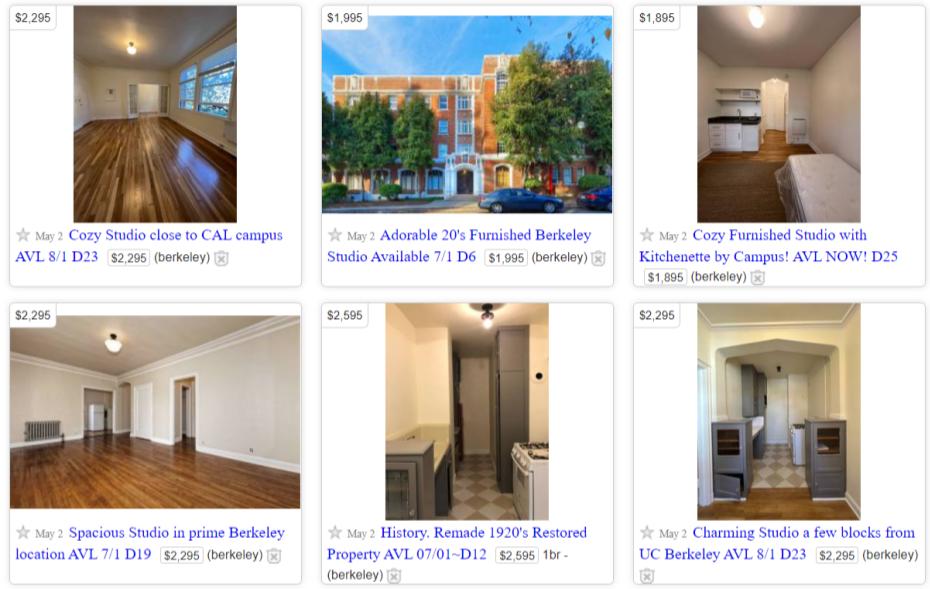 $2,295
May 2 Cozy Studio close to CAL campus
AVL 8/1 D23 $2,295 (berkeley)
$1,995
May 2 Adorable 20's Furnished Berkeley
Studio Available 7/1 D6 $1,995 (berkeley)
$1,895
May 2 Cozy Furnished Studio with
Kitchenette by Campus! AVL NOW! D25
$1,895 (berkeley)
$2,295
May 2 Spacious Studio in prime Berkeley
location AVL 7/1 D19 $2,295 (berkeley)
$2,595
May 2 History. Remade 1920's Restored
Property AVL 07/01~D12 $2,595 1br -
(berkeley)
$2,295
May 2 Charming Studio a few blocks from
UC Berkeley AVL 8/1 D23 $2,295 (berkeley)